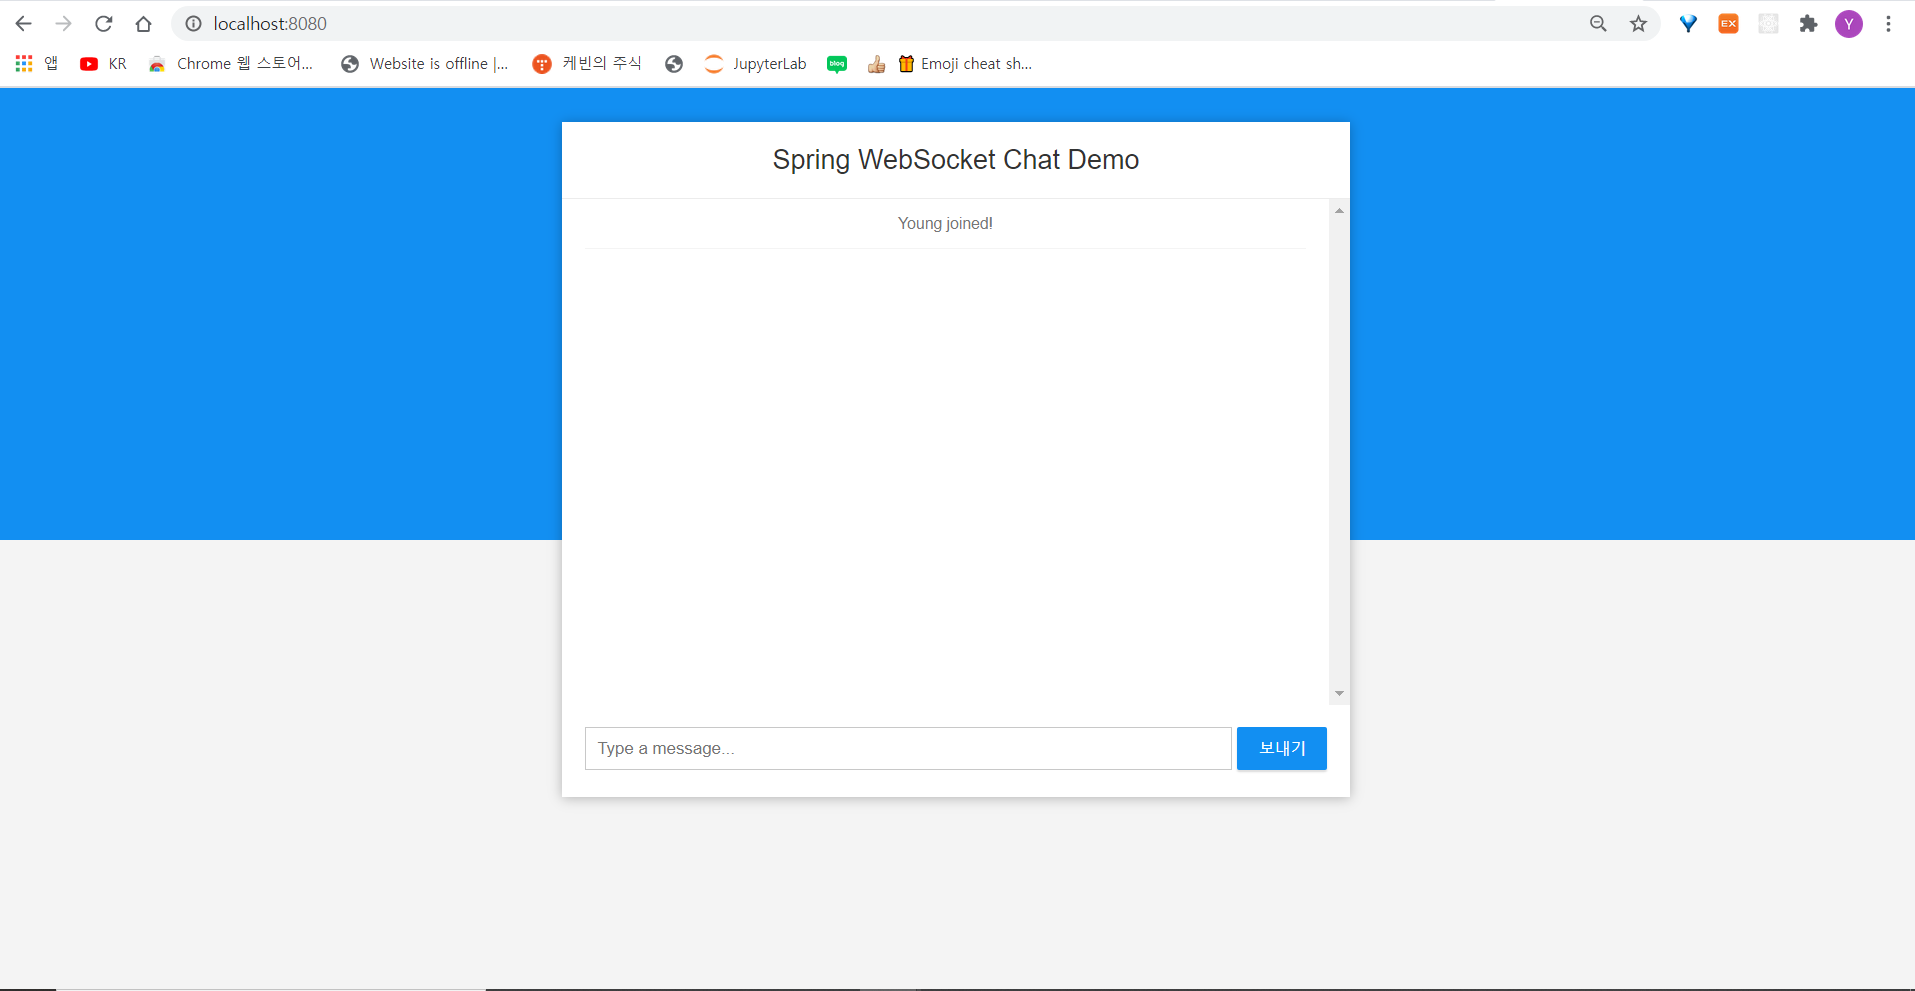 localhost:8080
EX
Y
앱 KR Chrome 웹 스토어... Website is offline |... 케빈의 주식 JupyterLab blog Emoji cheat sh...
Spring WebSocket Chat Demo
Young joined!
Type a message... 보내기